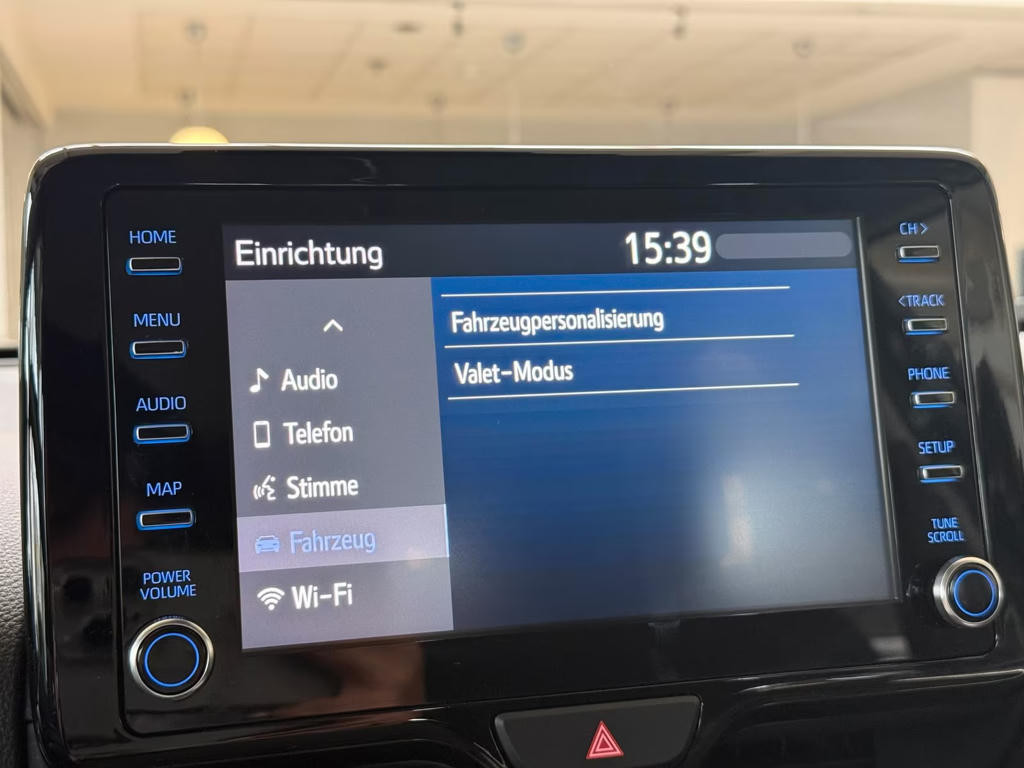 HOME
MENU
AUDIO
MAP
POWER
VOLUME
Einrichtung
15:39
Audio
Telefon
Stimme
Fahrzeug
Wi-Fi
Fahrzeugpersonalisierung
Valet-Modus
CH >
< TRACK
PHONE
SETUP
TUNE
SCROLL